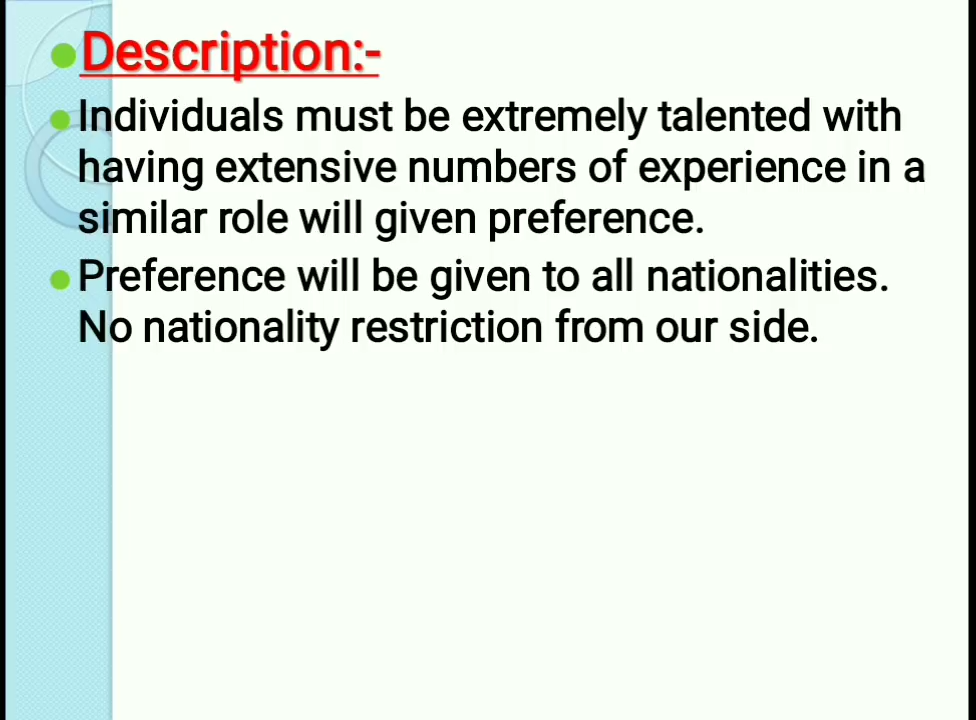 Description:-
Individuals must be extremely talented with
having extensive numbers of experience in a
similar role will given preference.
Preference will be given to all nationalities.
No nationality restriction from our side.